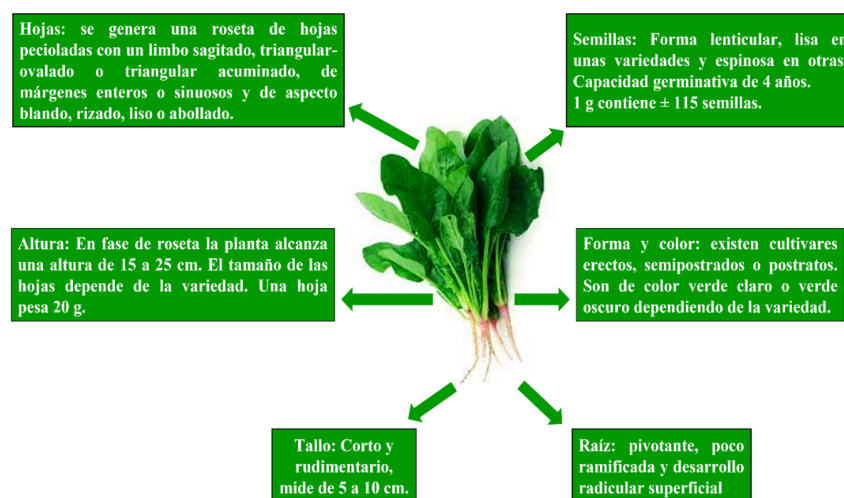 Hojas: se genera una roseta de hojas
pecioladas con un limbo sagitado, triangular-
ovalado o triangular acuminado, de
márgenes enteros o sinuosos y de aspecto
blando, rizado, liso o abollado.
Semillas: Forma lenticular, lisa en
unas variedades y espinosa en otras.
Capacidad germinativa de 4 años.
1 g contiene ± 115 semillas.
Altura: En fase de roseta la planta alcanza
una altura de 15 a 25 cm. El tamaño de las
hojas depende de la variedad. Una hoja
pesa 20 g.
Forma y color: existen cultivares
erectos, semipostrados o postratos.
Son de color verde claro o verde
oscuro dependiendo de la variedad.
Tallo: Corto y
rudimentario,
mide de 5 a 10 cm.
Raíz: pivotante, poco
ramificada y desarrollo
radicular superficial